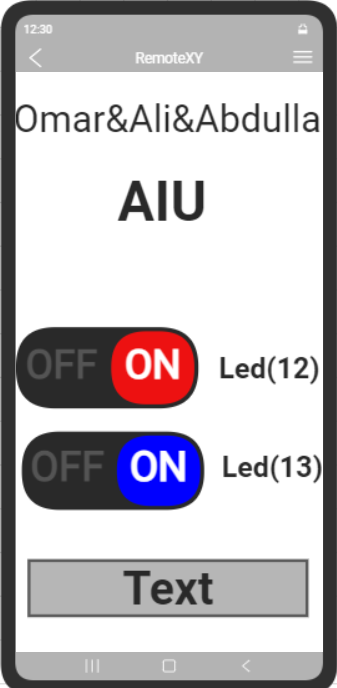 12:30
RemoteXY
Omar&Ali&Abdulla
AIU
OFF ON Led(12)
OFF ON Led(13)
Text